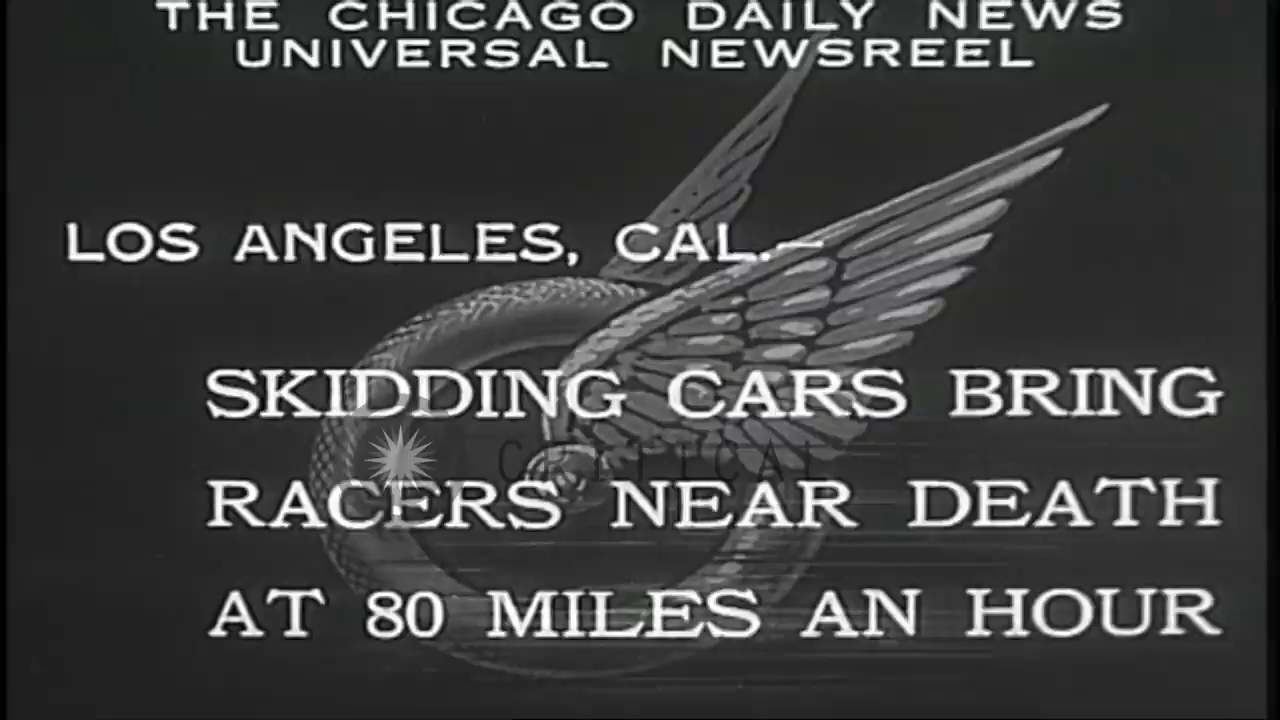 THE CHICAGO DAILY NEWS
UNIVERSAL NEWSREEL
LOS ANGELES, CAL.—
SKIDDING CARS BRING
CRITICAL
RACERS NEAR DEATH
AT 80 MILES AN HOUR